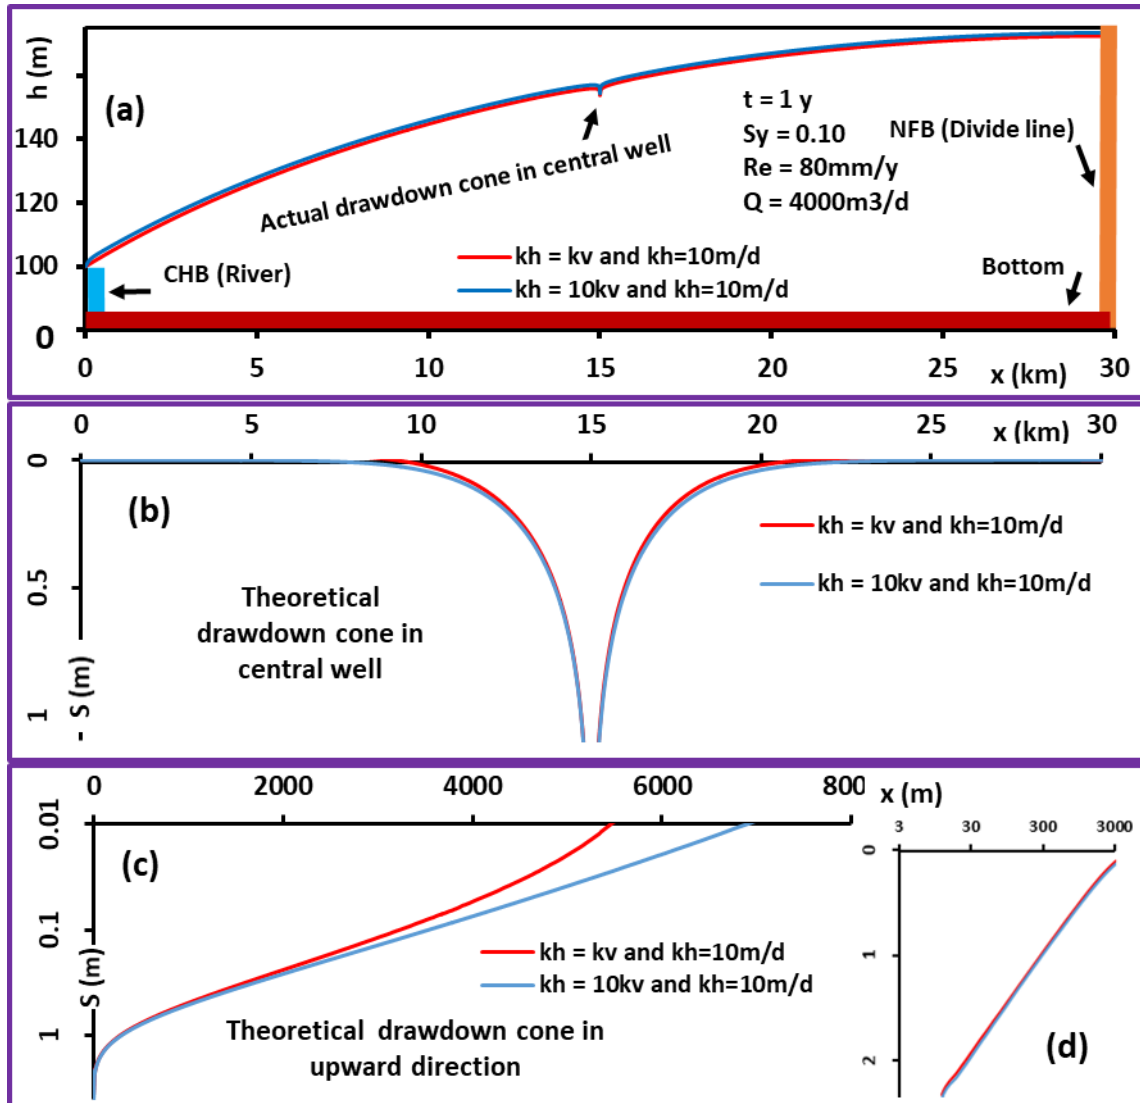 h (m)
140
120
100
0
(a)
t = 1 y
Sy = 0.10
Re = 80mm/y
Q = 4000m3/d
NFB (Divide line)
Actual drawdown cone in central well
kh = kv and kh=10m/d
kh = 10kv and kh=10m/d
CHB (River)
Bottom
0 5 10 15 20 25 30
x (km)
0 5 10 15 20 25 30
x (km)
0
0.5
1
- S (m)
(b)
kh = kv and kh=10m/d
kh = 10kv and kh=10m/d
Theoretical
drawdown cone in
central well
0 2000 4000 6000 800
x (m)
0.01
0.1
1
S (m)
(c)
kh = kv and kh=10m/d
kh = 10kv and kh=10m/d
Theoretical drawdown cone in
upward direction
3 30 300 3000
0
1
2
(d)